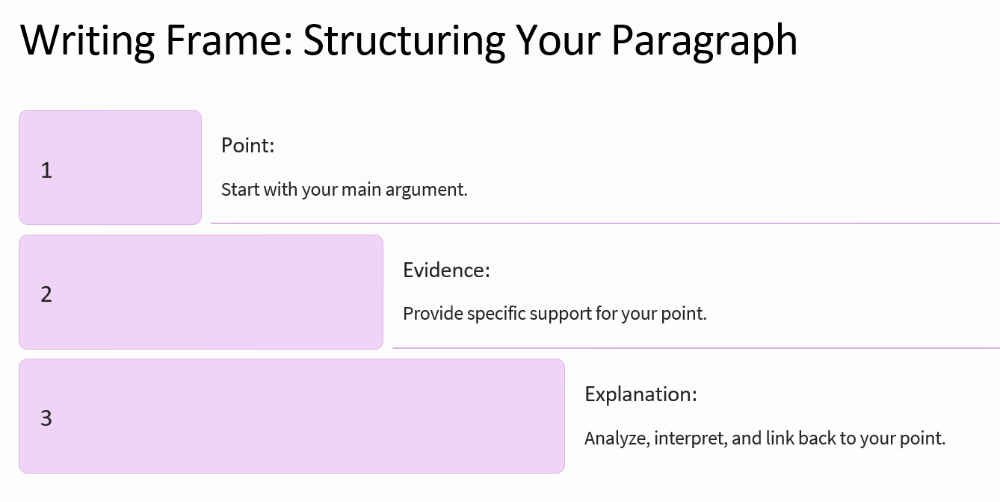 Writing Frame: Structuring Your Paragraph
1
Point:
Start with your main argument.
2
Evidence:
Provide specific support for your point.
3
Explanation:
Analyze, interpret, and link back to your point.